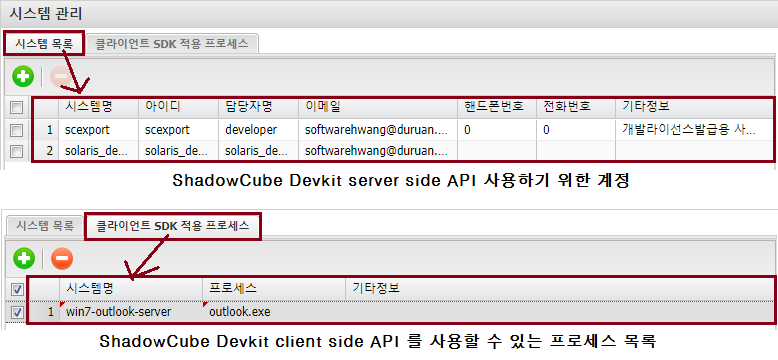 시스템 관리
시스템 목록 클라이언트 SDK 적용 프로세스
시스템명 아이디 담당자명 이메일 핸드폰번호 전화번호 기타정보
1 scexport scexport developer softwarehwang@duruan.... 0 0 개발라이선스발급용 사...
2 solaris_de... solaris_de... solaris_de... softwarehwang@duruan....
ShadowCube Devkit server side API 사용하기 위한 계정
시스템 목록 클라이언트 SDK 적용 프로세스
시스템명 프로세스 기타정보
1 win7-outlook-server outlook.exe
ShadowCube Devkit client side API 를 사용할 수 있는 프로세스 목록